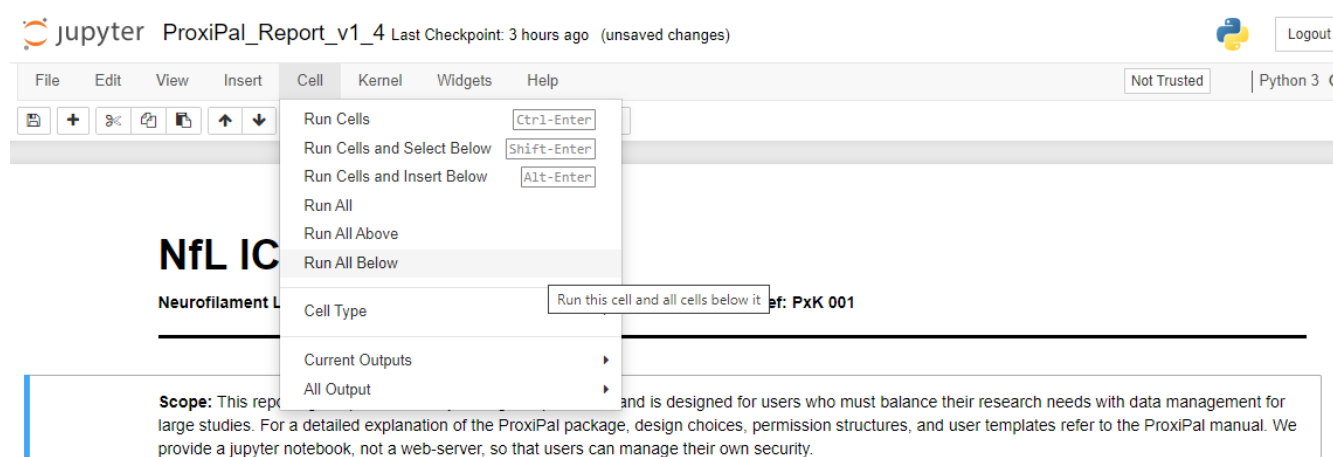 jupyter ProxiPal_Report_v1_4 Last Checkpoint: 3 hours ago (unsaved changes)
Logout
File Edit View Insert Cell Kernel Widgets Help
Not Trusted
Python 3
Run Cells Ctrl-Enter
Run Cells and Select Below Shift-Enter
Run Cells and Insert Below Alt-Enter
Run All
Run All Above
Run All Below
Run this cell and all cells below it
Cell Type
Current Outputs
All Output
NfL IC
Neurofilament L
ef: PxK 001
Scope: This repo and is designed for users who must balance their research needs with data management for
large studies. For a detailed explanation of the ProxiPal package, design choices, permission structures, and user templates refer to the ProxiPal manual. We
provide a jupyter notebook, not a web-server, so that users can manage their own security.